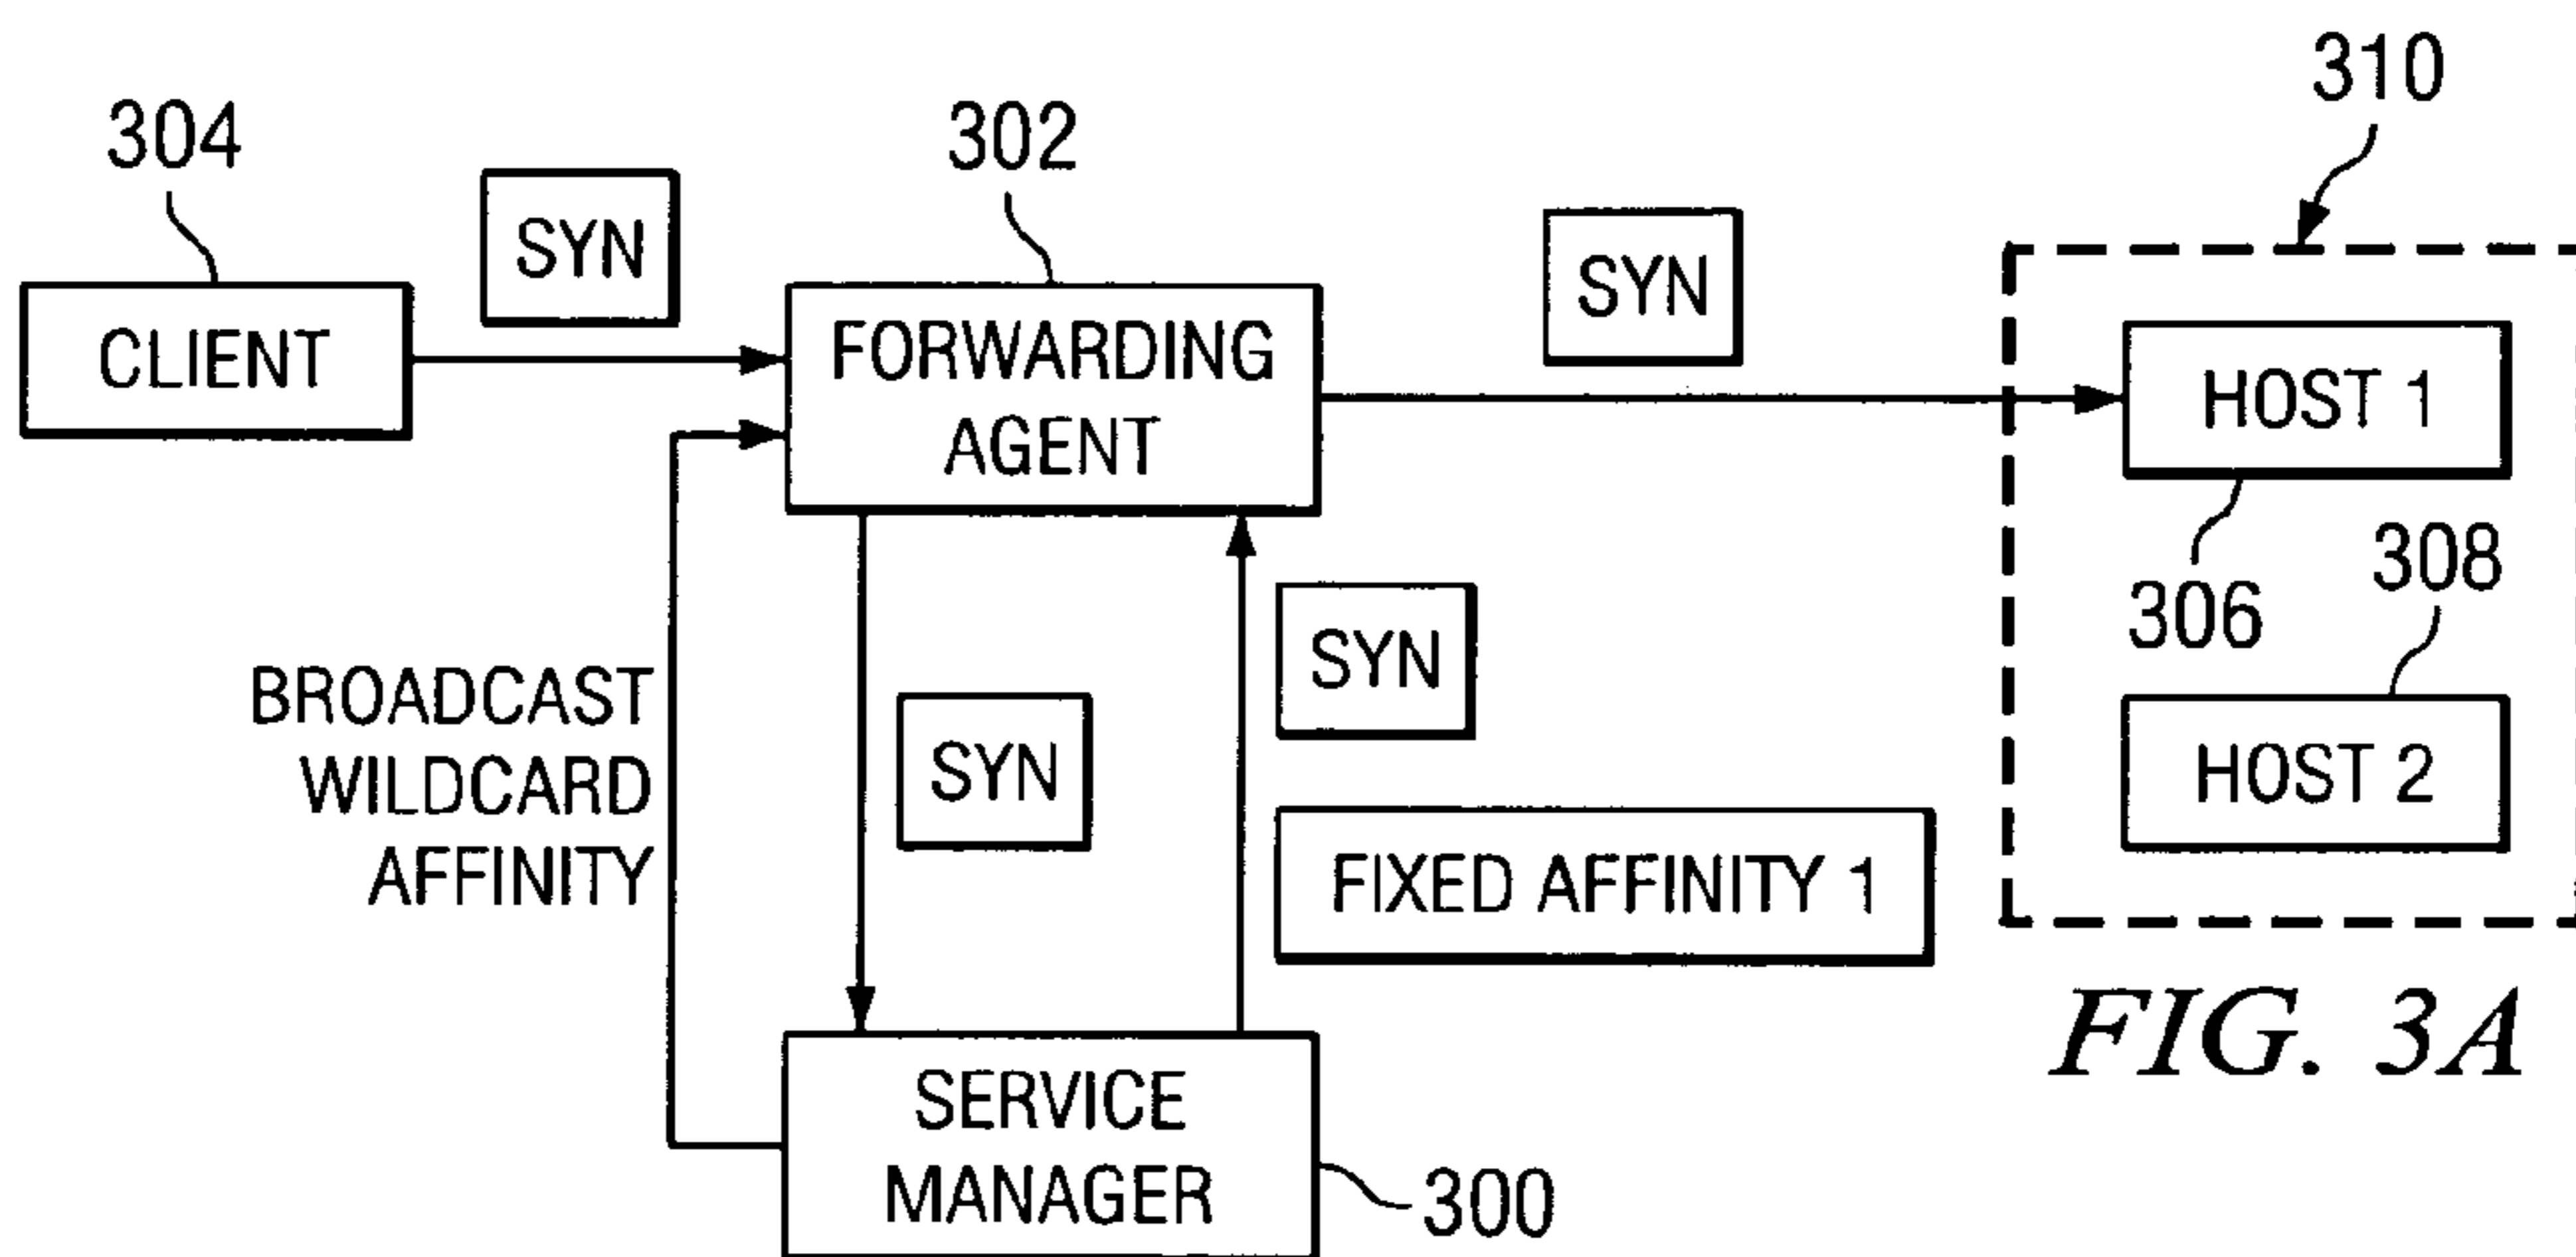 310
304
302
SYN
SYN
CLIENT
FORWARDING
AGENT
HOST 1
306
308
SYN
BROADCAST
WILDCARD
AFFINITY
SYN
HOST 2
FIXED AFFINITY 1
SERVICE
MANAGER
300
FIG. 3A